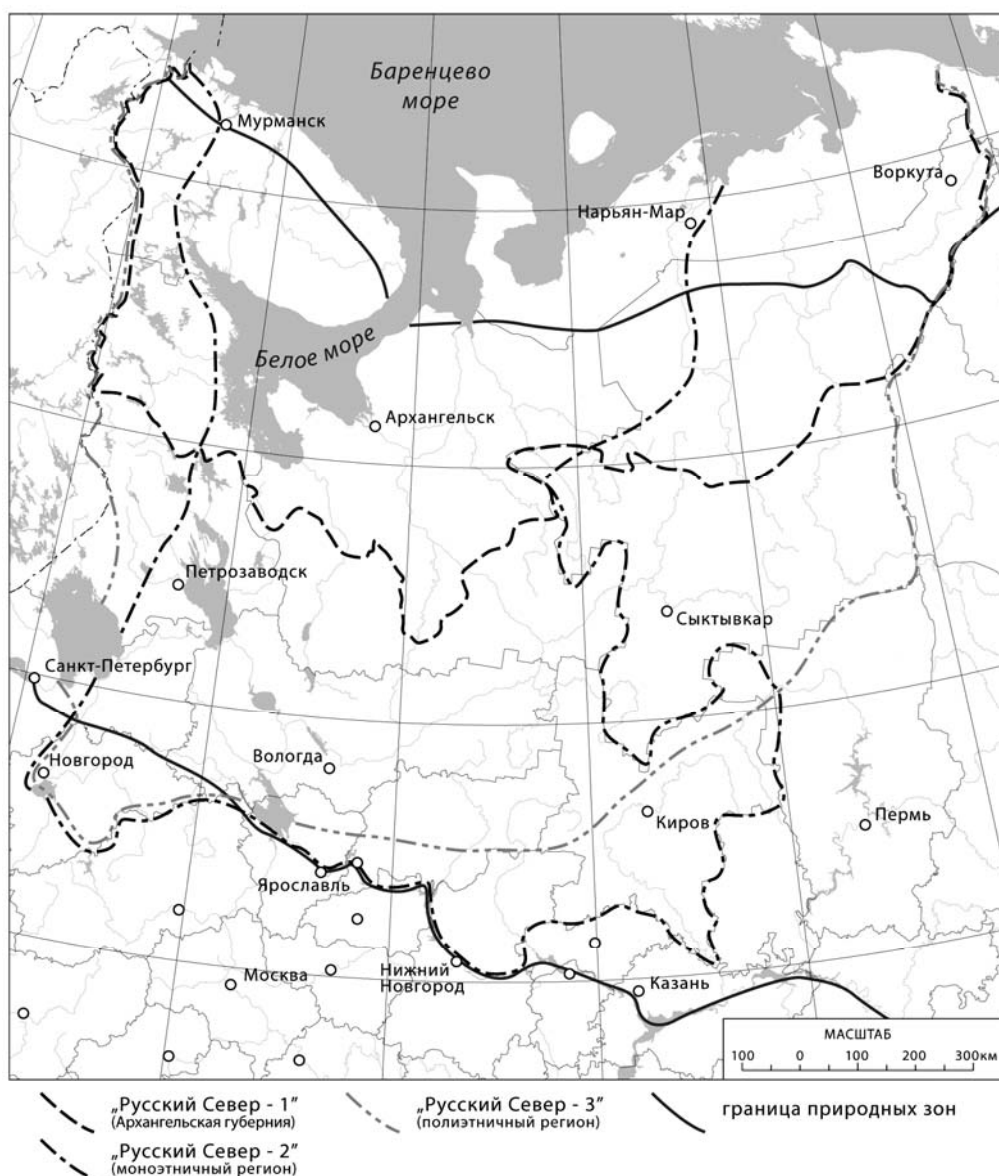 Баренцево
море
Мурманск
Воркута
Нарьян-Мар
Белое море
Архангельск
Петрозаводск
Сыктывкар
Санкт-Петербург
Новгород
Вологда
Киров
Пермь
Ярославль
Москва
Нижний
Новгород
Казань
МАСШТАБ
100 0 100 200 300км
„Русский Север - 1”
(Архангельская губерния)
„Русский Север - 2”
(моноэтничный регион)
„Русский Север - 3”
(полиэтничный регион)
граница природных зон